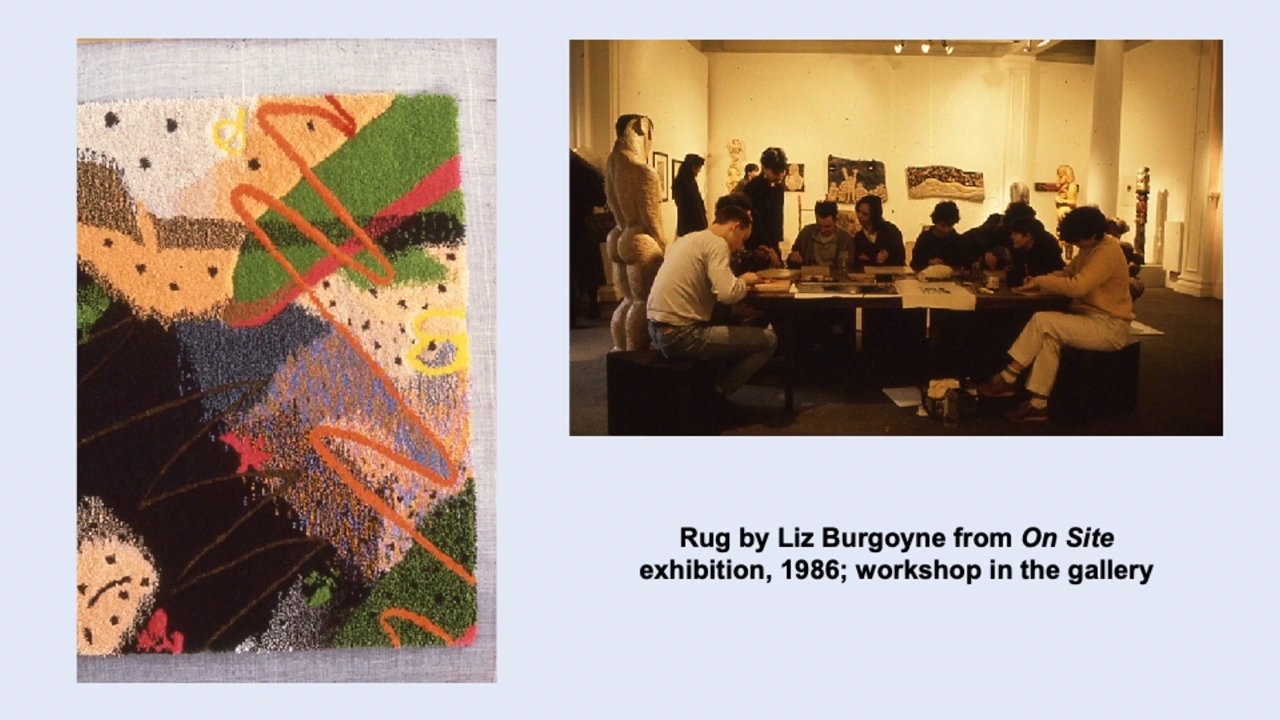 Rug by Liz Burgoyne from On Site
exhibition, 1986; workshop in the gallery